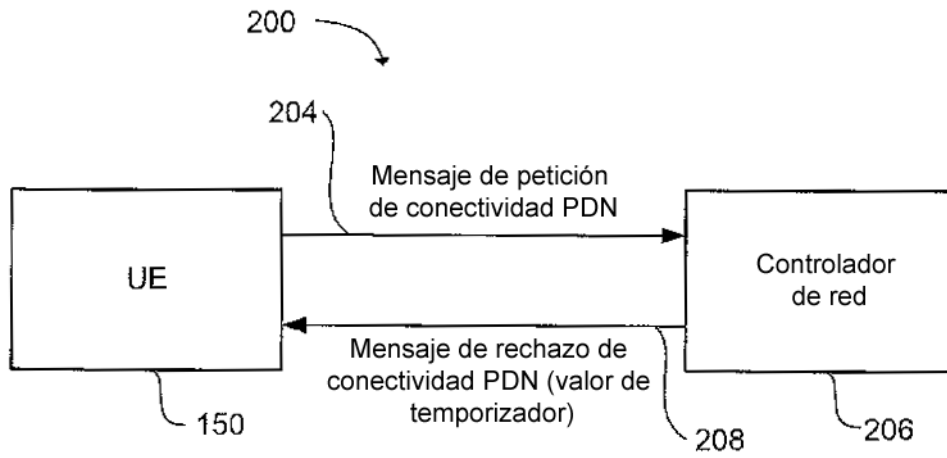 200
204
Mensaje de petición
de conectividad PDN
UE
Controlador
de red
Mensaje de rechazo de
conectividad PDN (valor de
temporizador)
150
208
206